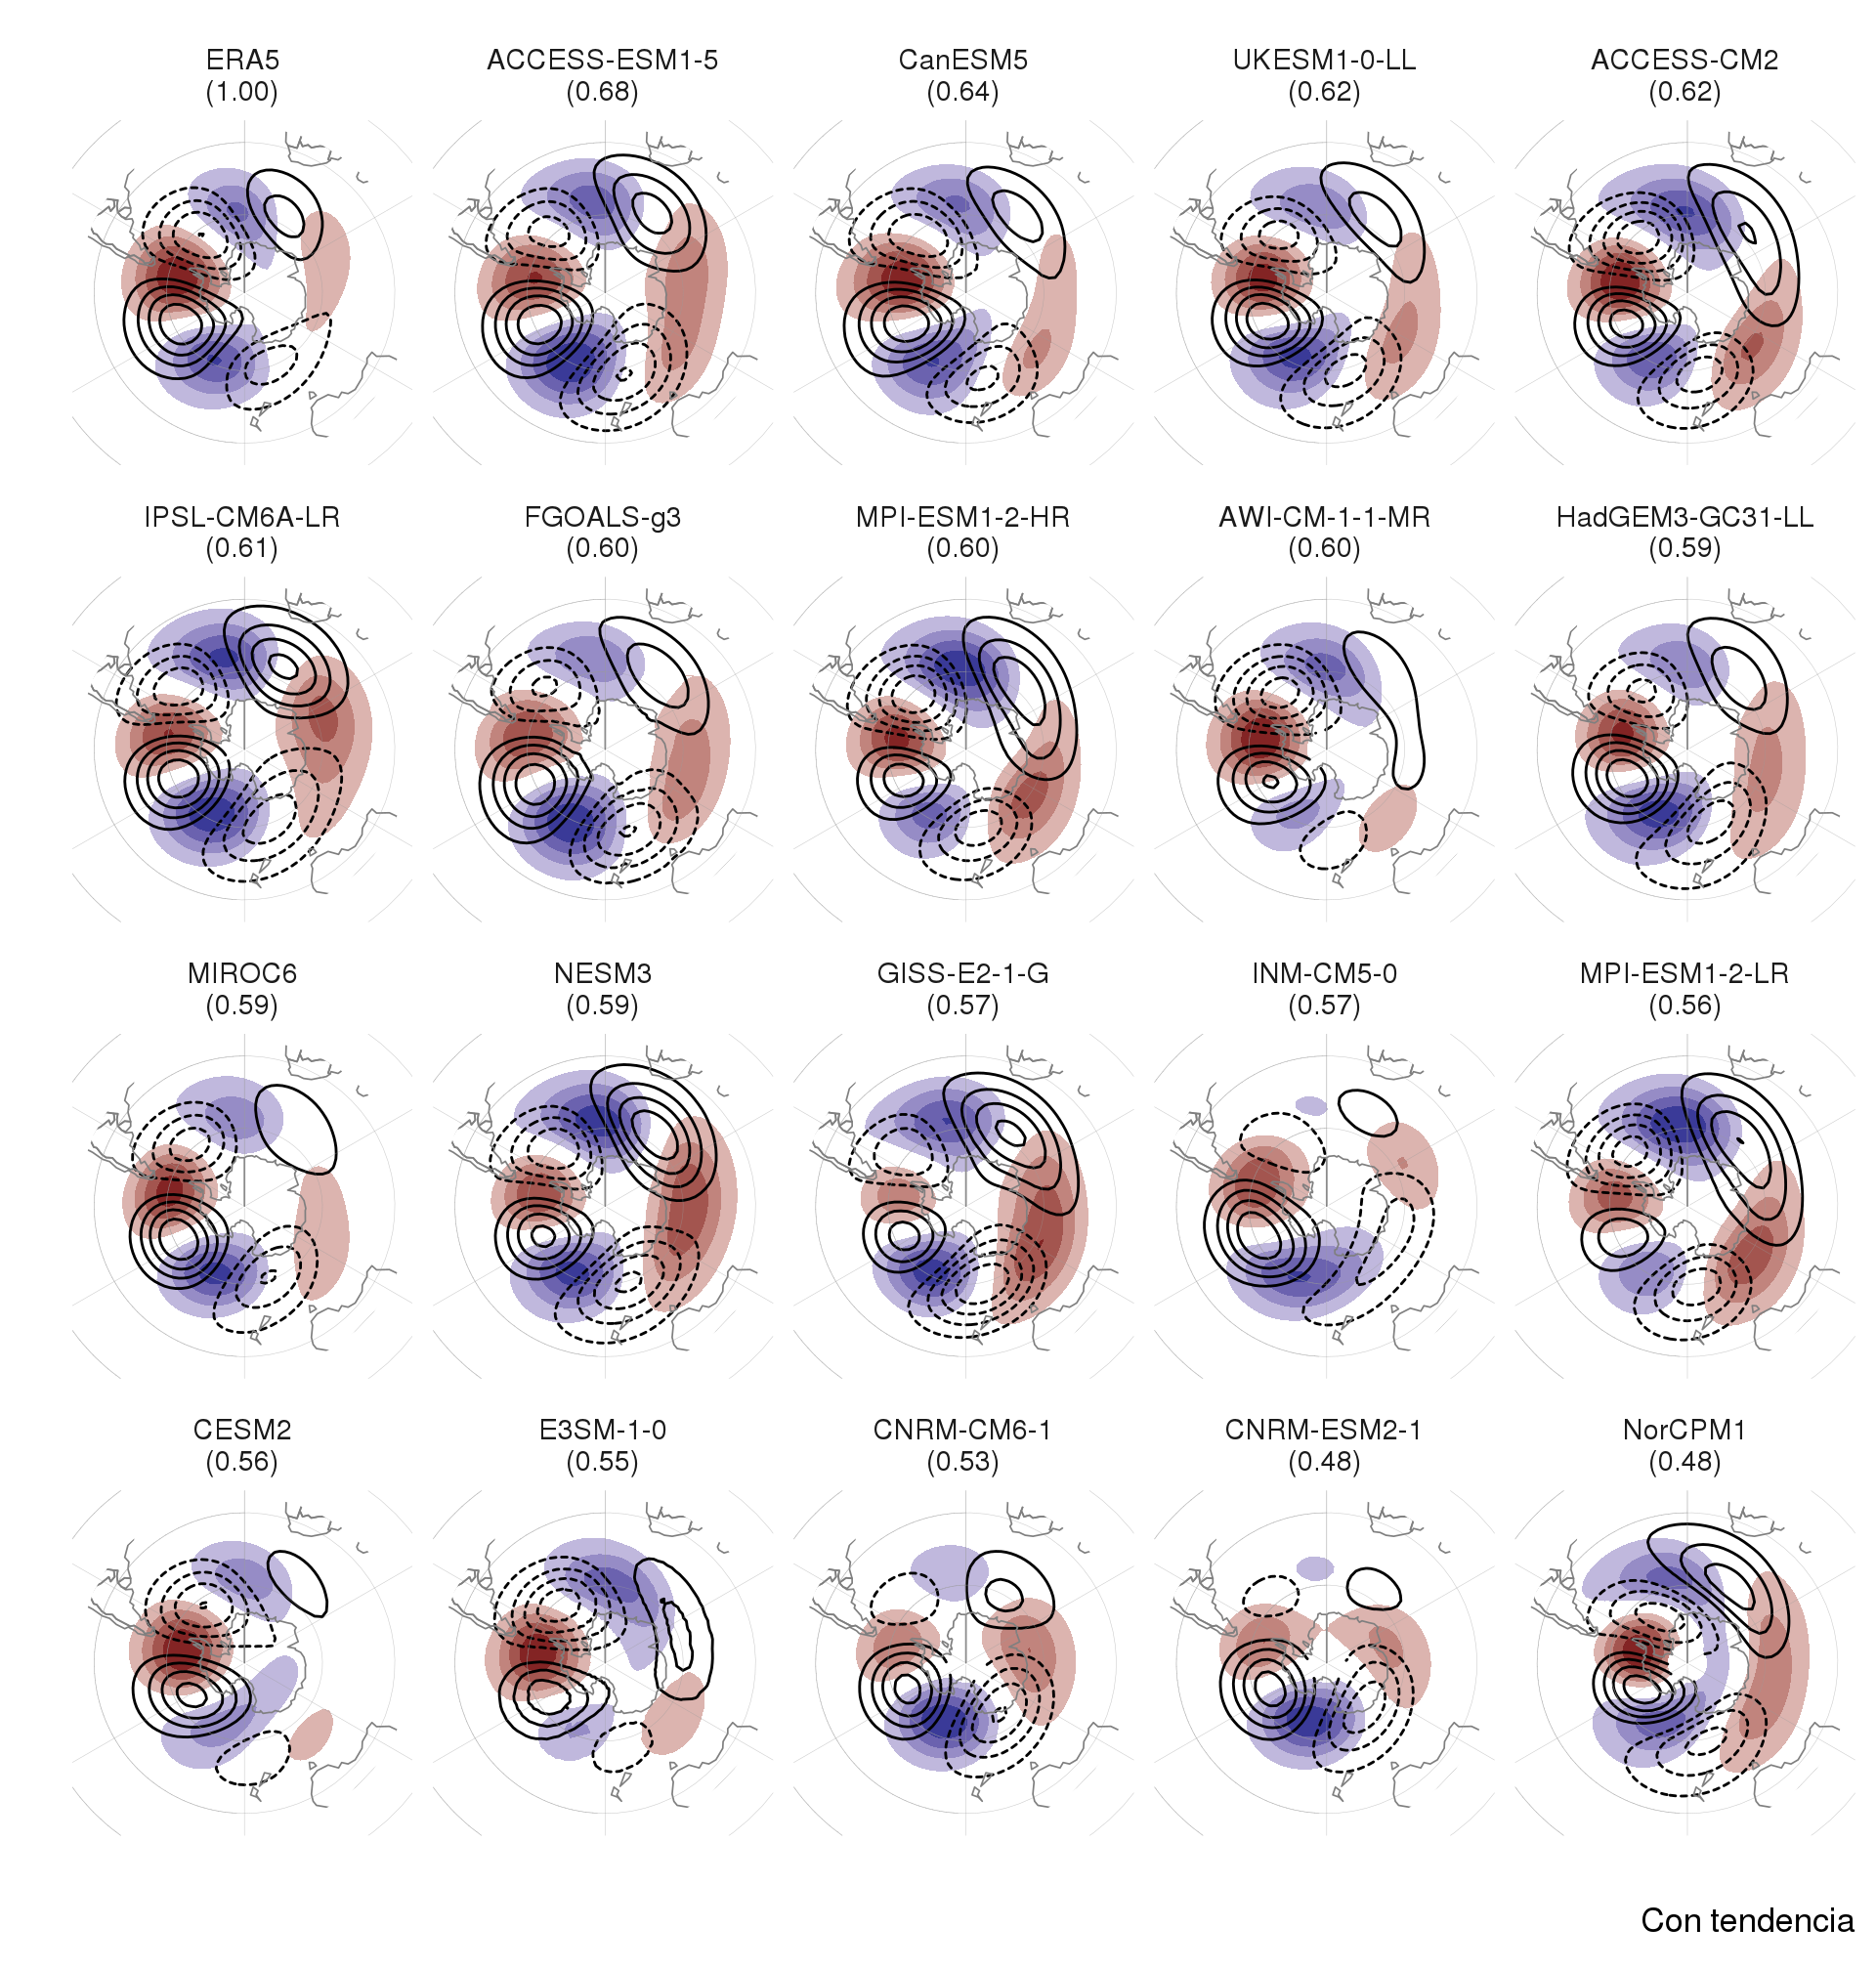 ERA5
(1.00)
ACCESS-ESM1-5
(0.68)
CanESM5
(0.64)
UKESM1-0-LL
(0.62)
ACCESS-CM2
(0.62)
IPSL-CM6A-LR
(0.61)
FGOALS-g3
(0.60)
MPI-ESM1-2-HR
(0.60)
AWI-CM-1-1-MR
(0.60)
HadGEM3-GC31-LL
(0.59)
MIROC6
(0.59)
NESM3
(0.59)
GISS-E2-1-G
(0.57)
INM-CM5-0
(0.57)
MPI-ESM1-2-LR
(0.56)
CESM2
(0.56)
E3SM-1-0
(0.55)
CNRM-CM6-1
(0.53)
CNRM-ESM2-1
(0.48)
NorCPM1
(0.48)
Con tendencia